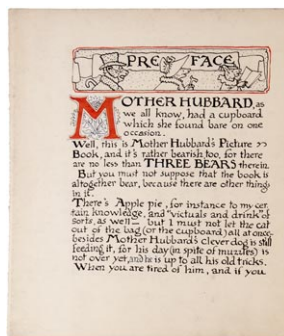 PREFACE
MOTHER HUBBARD, as
we all know, had a cupboard
which she found bare on one
occasion.
Well, this is Mother Hubbard's Picture
Book, and it's rather bearish too, for there
are no less than THREE BEARS therein.
But you must not suppose that the book is
altogether bear, because there are other things
in it.
There's Apple pie, for instance to my cer-
tain knowledge, and "victuals and drink" of
sorts, as well — but I must not let the cat
out of the bag (or the cupboard) all at once-
besides Mother Hubbard's clever dog is still
feeding it, for his day (in spite of muzzles) is
not over yet, and he is up to all his old tricks.
When you are tired of him, and if you